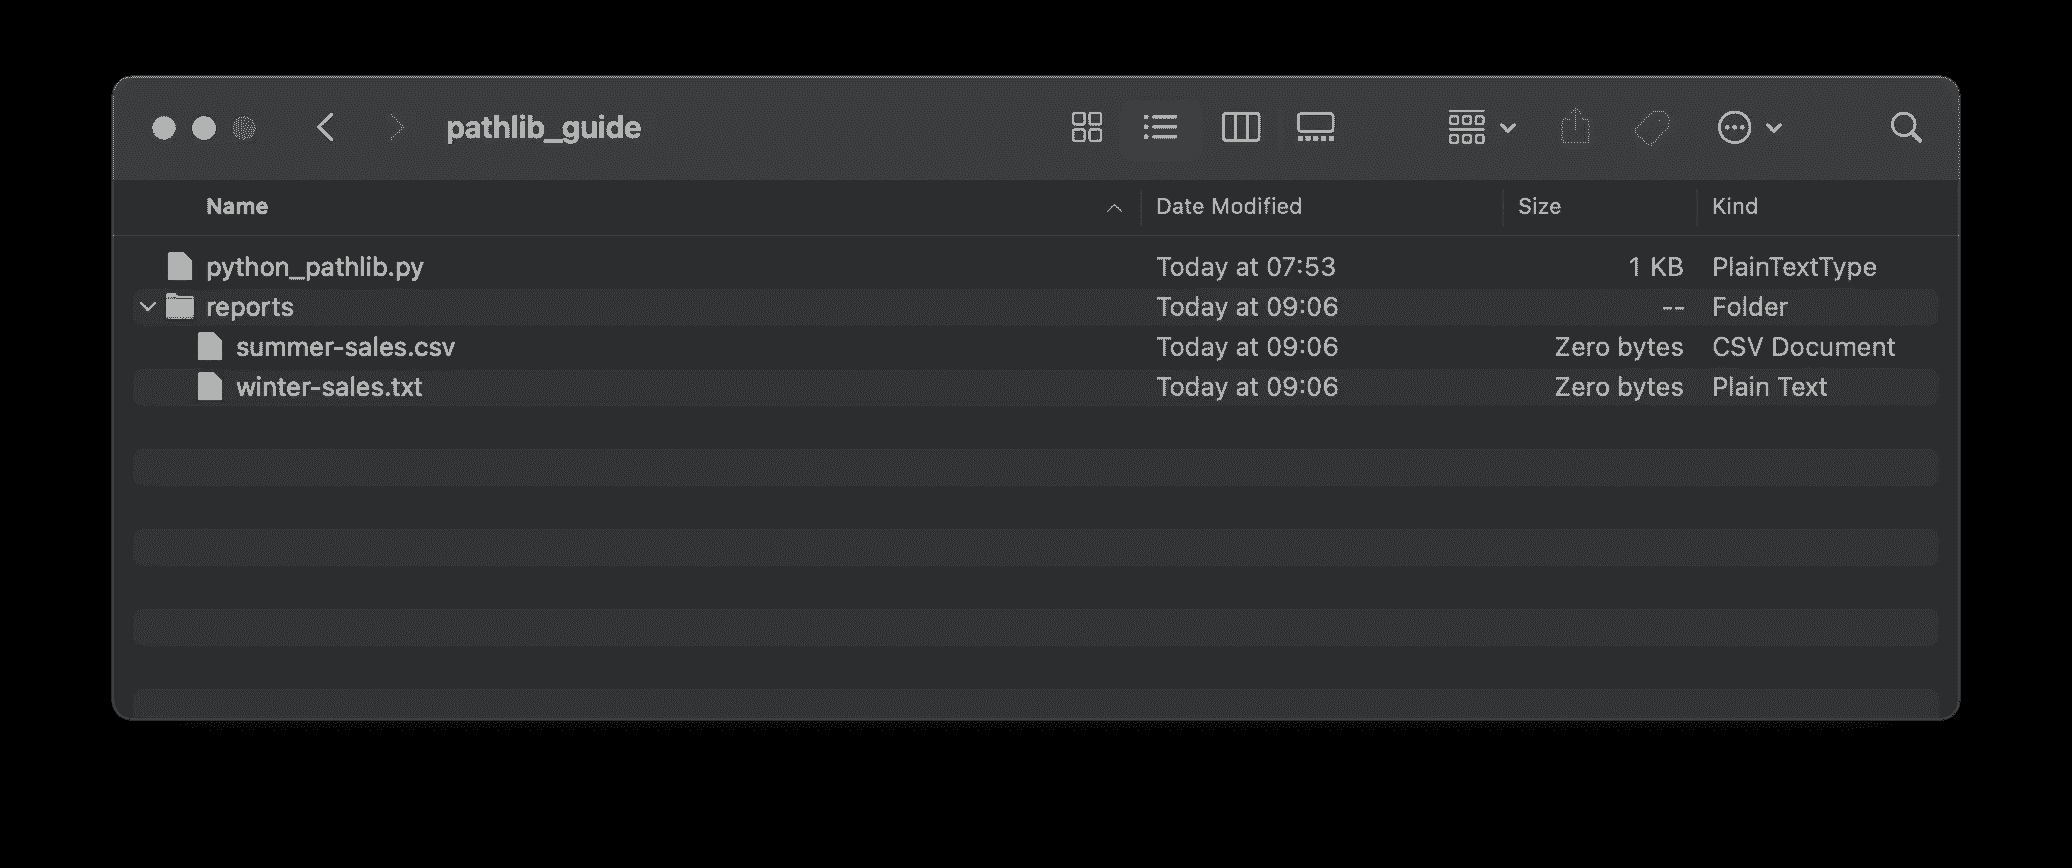 pathlib_guide
Name Date Modified Size Kind
python_pathlib.py Today at 07:53 1 KB PlainTextType
reports Today at 09:06 -- Folder
summer-sales.csv Today at 09:06 Zero bytes CSV Document
winter-sales.txt Today at 09:06 Zero bytes Plain Text